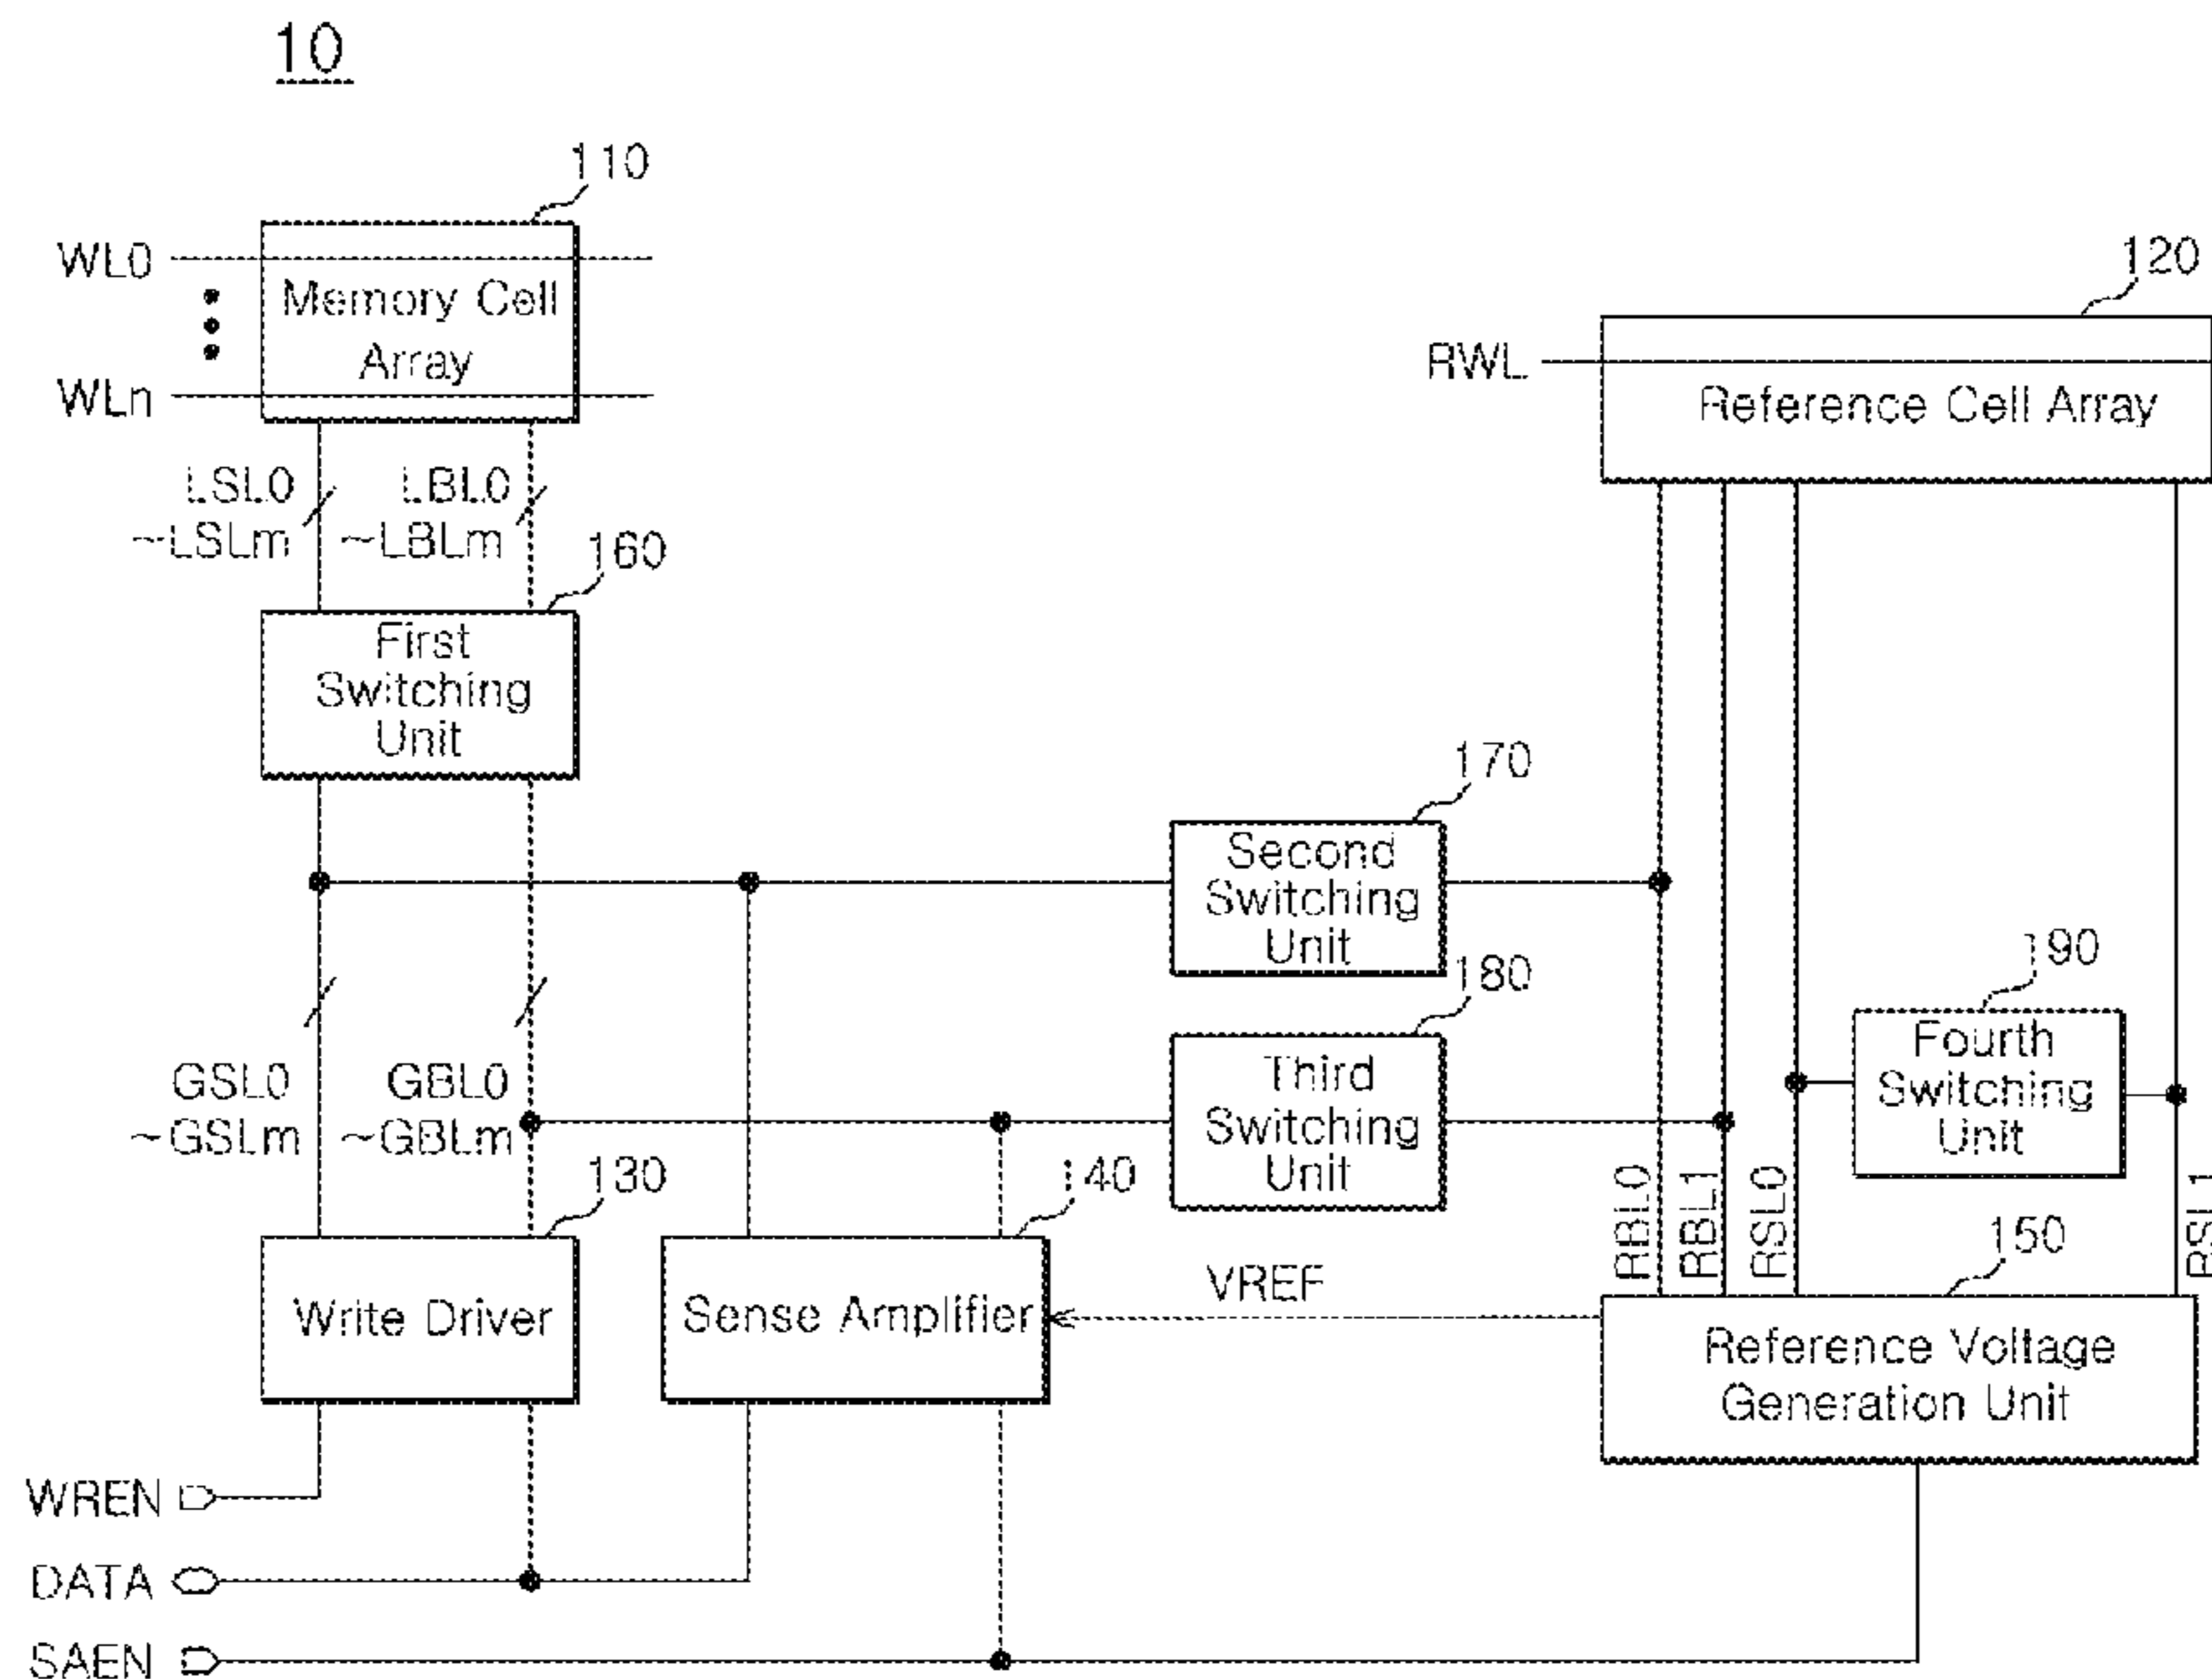 10
110
WL0
Memory Cell
Array
WLn
120
RWL
Reference Cell Array
LSL0
~LSLm
LBL0
~LBLm
160
First
Switching
Unit
170
Second
Switching
Unit
180
Third
Switching
Unit
190
Fourth
Switching
Unit
GSL0
~GSLm
GBL0
~GBLm
RBL0
RBL1
RSL0
RSL1
130
Write Driver
140
Sense Amplifier
VREF
150
Reference Voltage
Generation Unit
WREN
DATA
SAEN